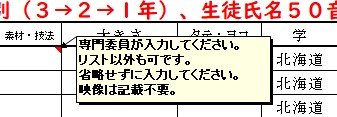 別（３→２→１年）、生徒氏名５０音
素材・技法
学
専門委員が入力してください。
リスト以外も可です。
省略せずに入力してください。
映像は記載不要。
北海道
北海道
北海道